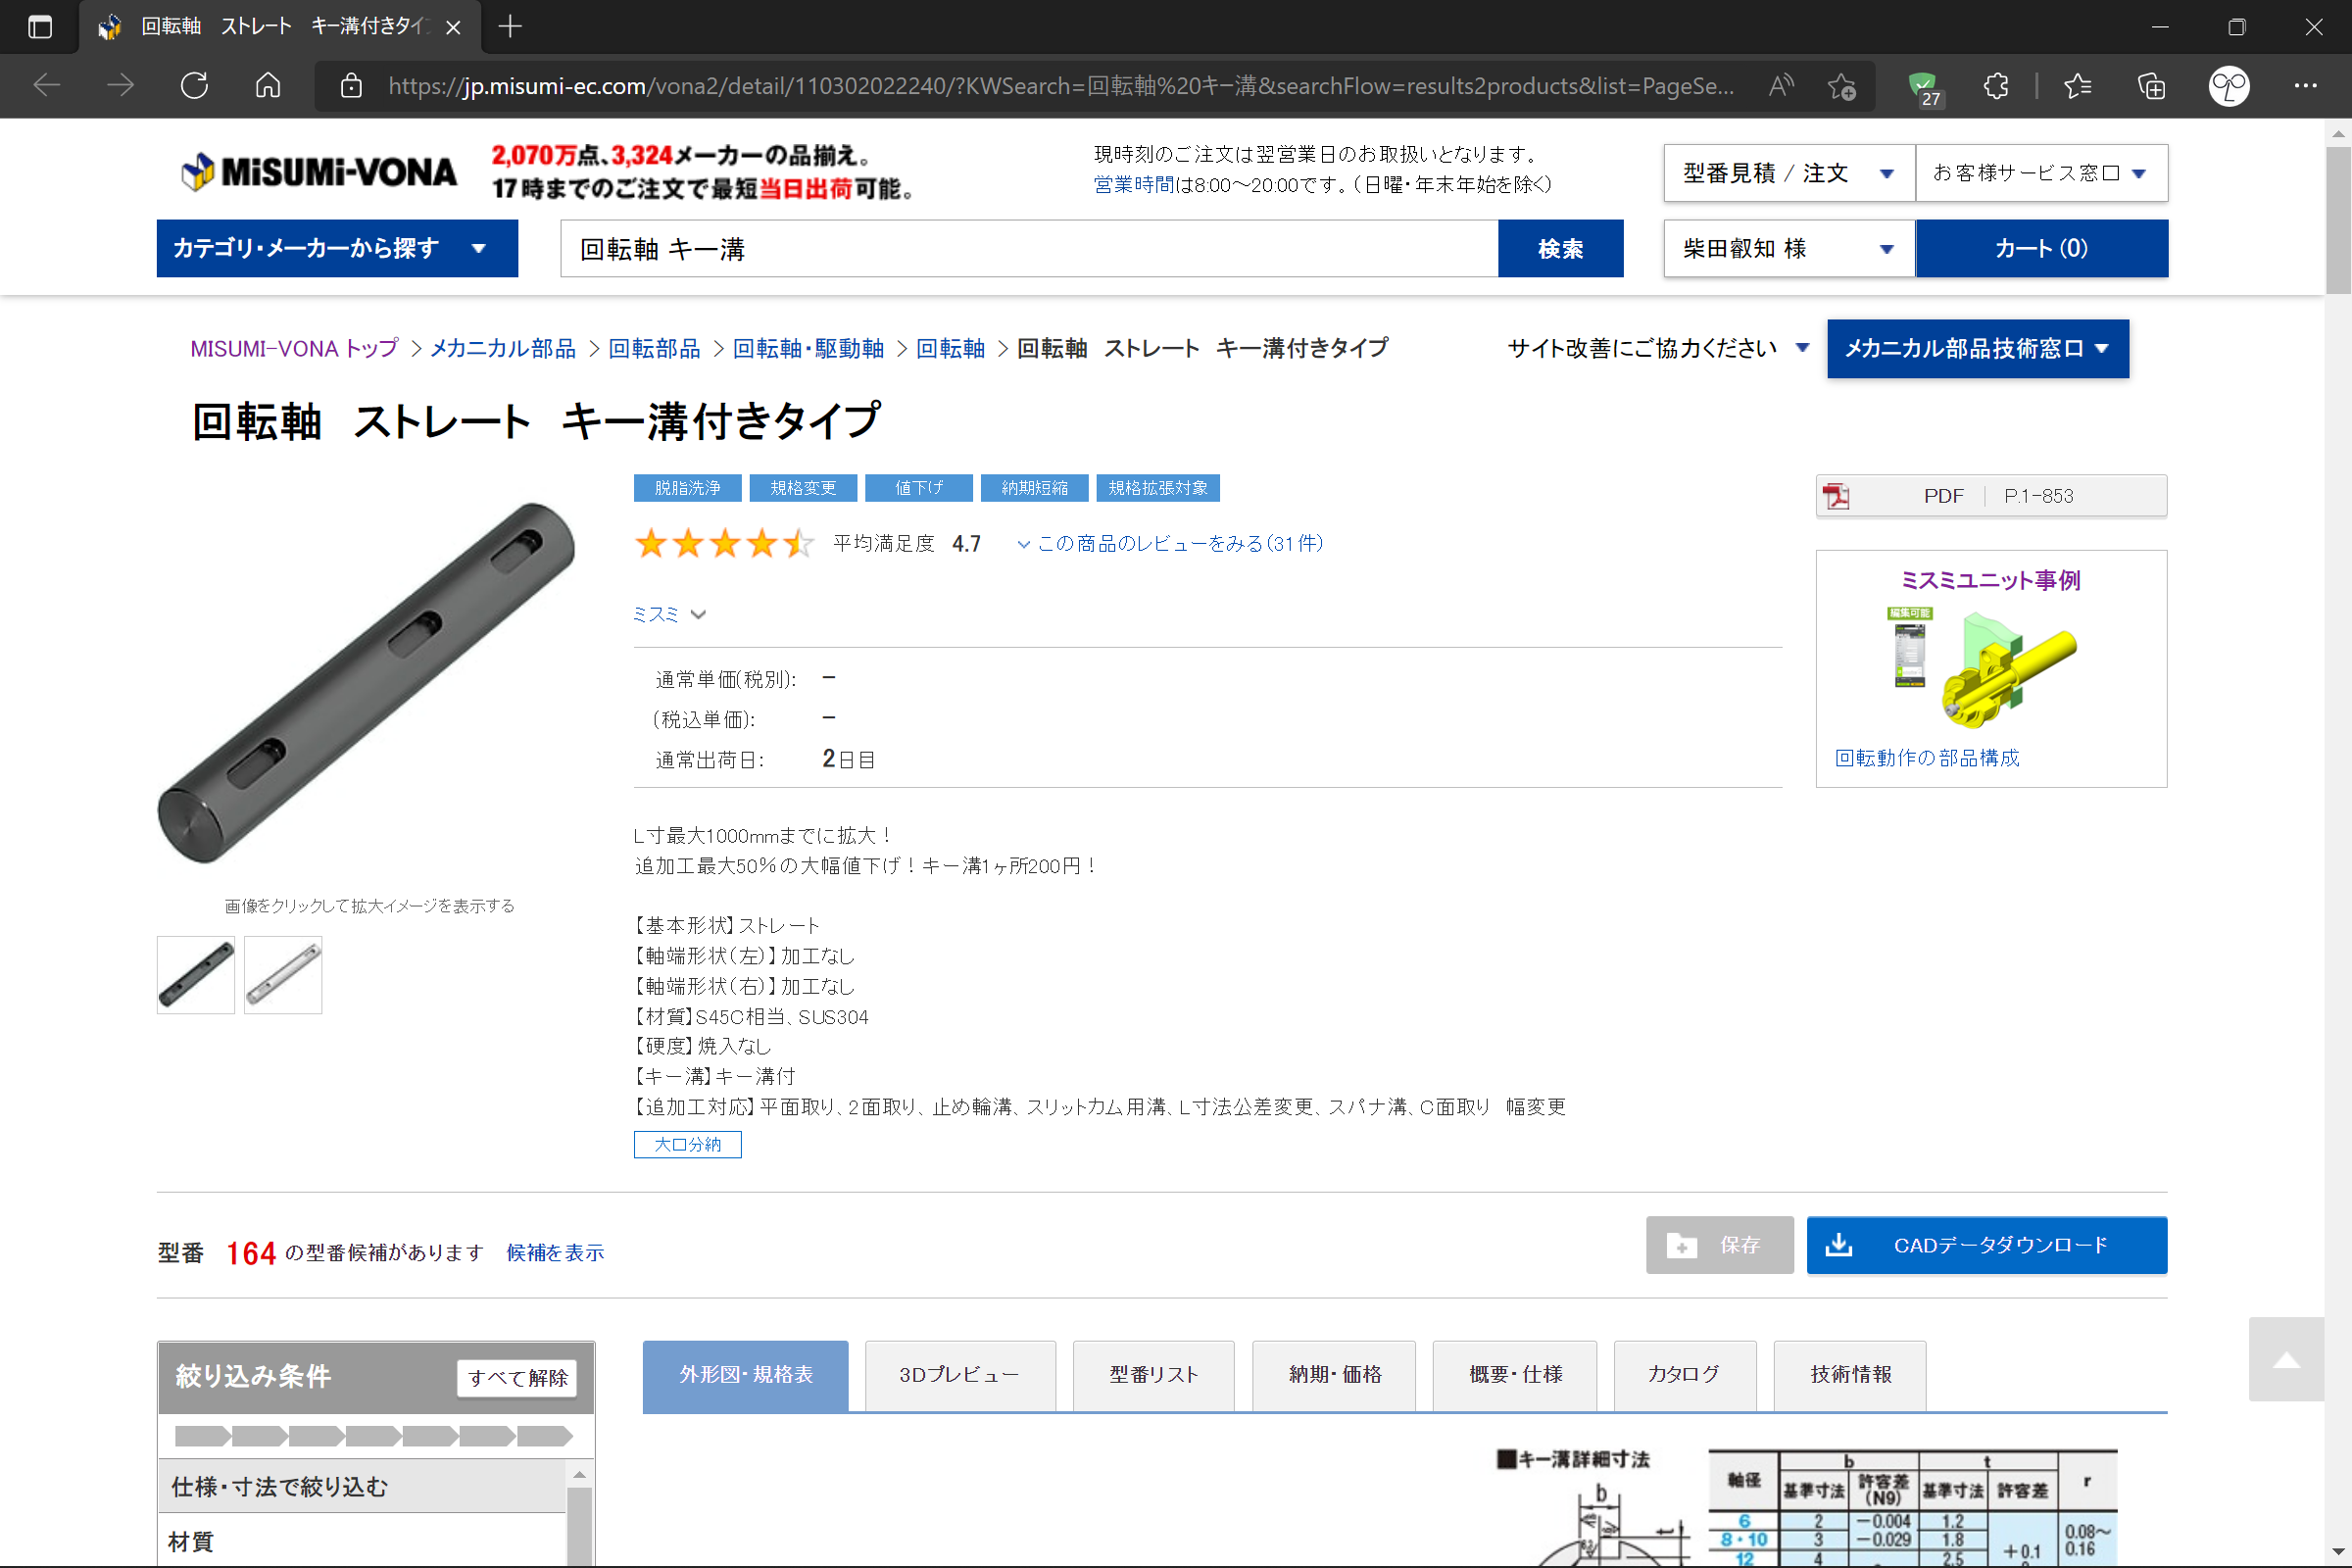 回転軸　ストレート　キー溝付きタイ
https://jp.misumi-ec.com/vona2/detail/110302022240/?KWSearch=回転軸%20キー溝&searchFlow=results2products&list=PageSe...
27
MiSUMi-VONA
2,070万点、3,324メーカーの品揃え。
17時までのご注文で最短当日出荷可能。
現時刻のご注文は翌営業日のお取扱いとなります。
営業時間は8:00～20:00です。（日曜・年末年始を除く）
型番見積 / 注文
お客様サービス窓口
カテゴリ・メーカーから探す
回転軸 キー溝
検索
柴田叡知 様
カート (0)
MISUMI-VONA トップ > メカニカル部品 > 回転部品 > 回転軸・駆動軸 > 回転軸 > 回転軸　ストレート　キー溝付きタイプ
サイト改善にご協力ください
メカニカル部品技術窓口
回転軸　ストレート　キー溝付きタイプ
脱脂洗浄 規格変更 値下げ 納期短縮 規格拡張対象
平均満足度 4.7 この商品のレビューをみる（31件）
ミスミ
通常単価(税別): -
(税込単価): -
通常出荷日: 2日目
PDF P.1-853
ミスミユニット事例
編集可能
回転動作の部品構成
L寸最大1000mmまでに拡大！
追加工最大50％の大幅値下げ！キー溝1ヶ所200円！
【基本形状】ストレート
【軸端形状（左）】加工なし
【軸端形状（右）】加工なし
【材質】S45C相当、SUS304
【硬度】焼入なし
【キー溝】キー溝付
【追加工対応】平面取り、2面取り、止め輪溝、スリットカム用溝、L寸法公差変更、スパナ溝、C面取り　幅変更
大口分納
画像をクリックして拡大イメージを表示する
型番 164 の型番候補があります 候補を表示
保存
CADデータダウンロード
絞り込み条件
すべて解除
仕様・寸法で絞り込む
材質
外形図・規格表
3Dプレビュー
型番リスト
納期・価格
概要・仕様
カタログ
技術情報
■キー溝詳細寸法
b
t
軸径 b t r
基準寸法 許容差(N9) 基準寸法 許容差
6 2 -0.004 1.2
8・10 3 -0.029 1.8 0.08～
12 4 2.5 +0.1 0.16